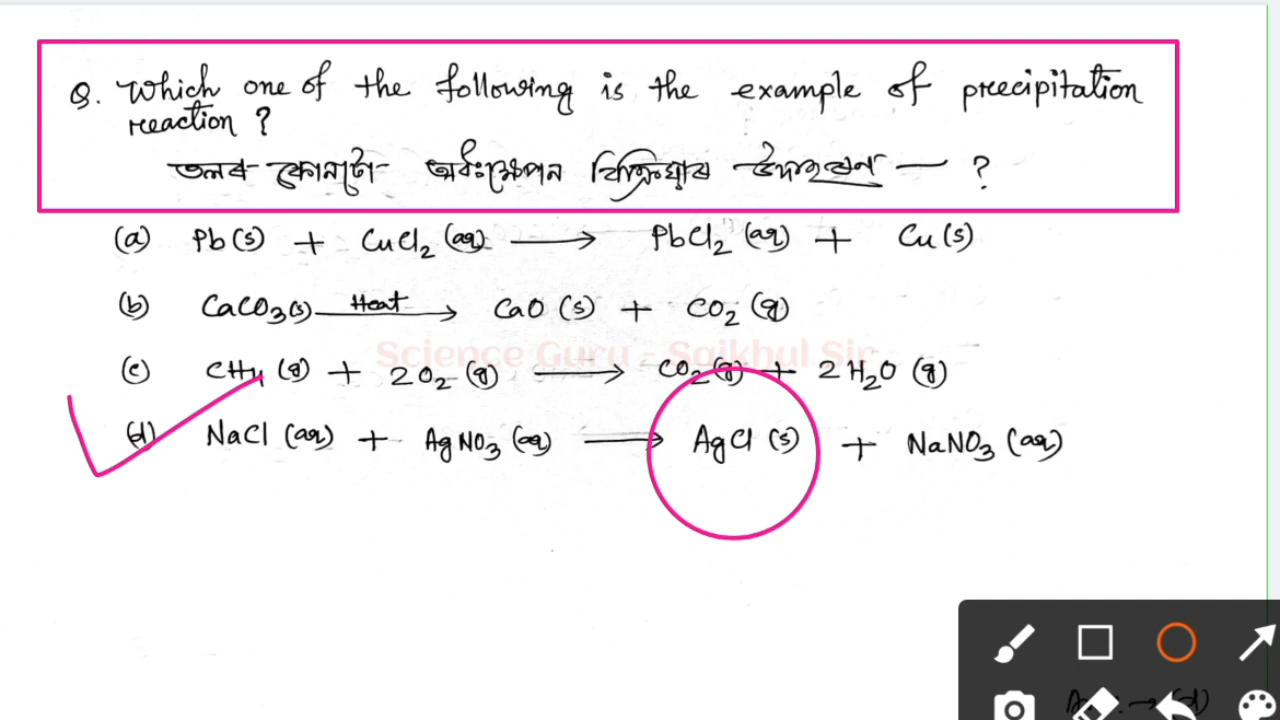 Q. Which one of the following is the example of precipitation
reaction ?
তলৰ কোনটো অধঃক্ষেপন বিক্ৰিয়াৰ উদাহৰণ — ?
(a) Pb(s) + CuCl₂ (aq) ⟶ PbCl₂ (aq) + Cu(s)
(b) CaCO₃(s) —Heat→ CaO (s) + CO₂ (g)
Science Guru - Saikhul Sir
(c) CH₄ (g) + 2O₂ (g) ⟶ CO₂ (g) + 2H₂O (g)
(d) NaCl (aq) + AgNO₃ (aq) ⟶ AgCl (s) + NaNO₃ (aq)